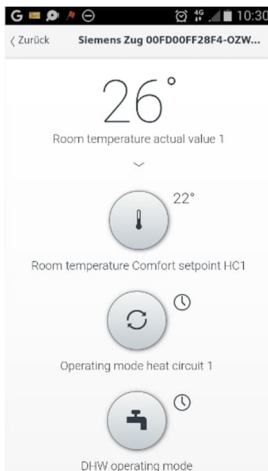 G 4G 10:30
Zurück Siemens Zug 00FD00FF28F4-OZW...
26°
Room temperature actual value 1
22°
Room temperature Comfort setpoint HC1
Operating mode heat circuit 1
DHW operating mode